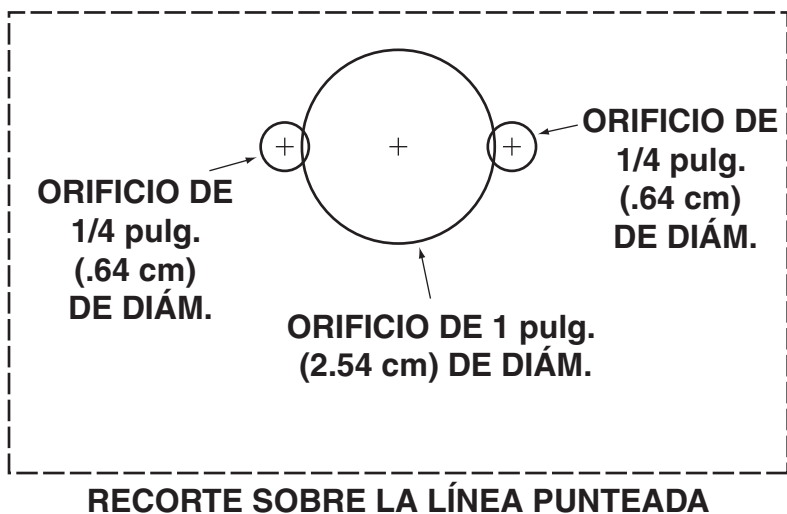 ORIFICIO DE
1/4 pulg.
(.64 cm)
DE DIÁM.
ORIFICIO DE
1/4 pulg.
(.64 cm)
DE DIÁM.
ORIFICIO DE 1 pulg.
(2.54 cm) DE DIÁM.
RECORTE SOBRE LA LÍNEA PUNTEADA